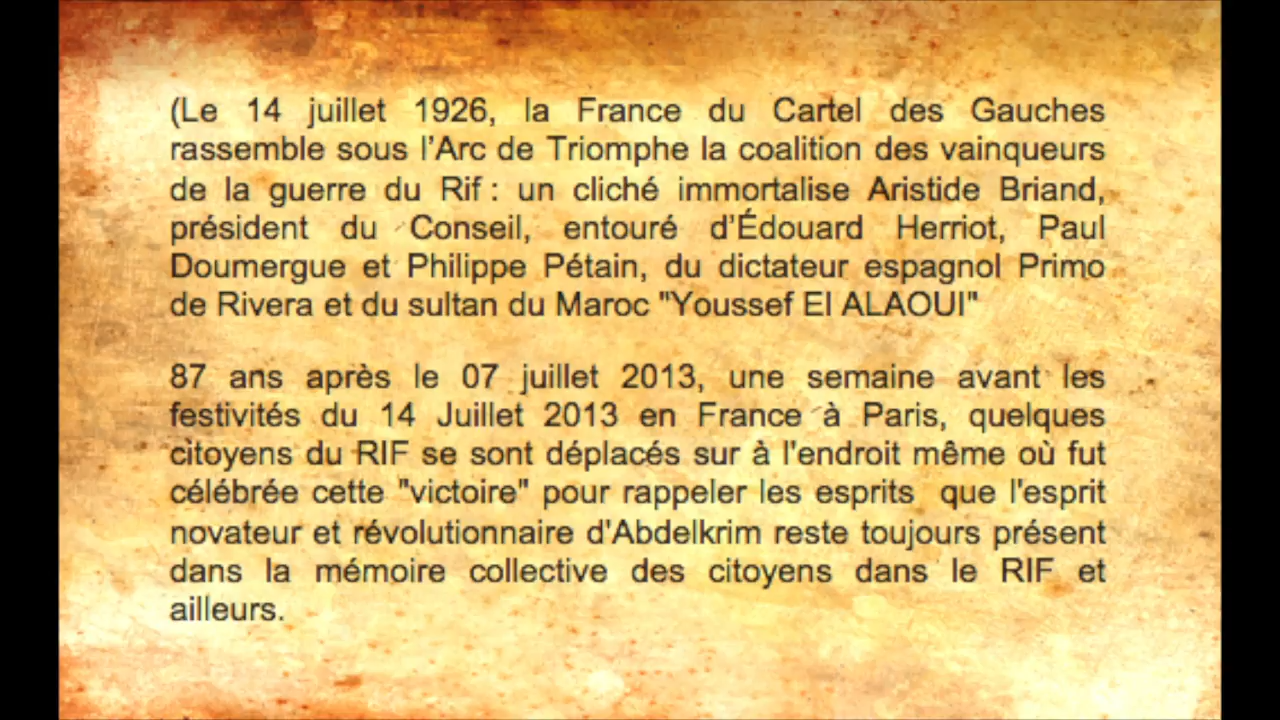 (Le 14 juillet 1926, la France du Cartel des Gauches
rassemble sous l’Arc de Triomphe la coalition des vainqueurs
de la guerre du Rif : un cliché immortalise Aristide Briand,
président du Conseil, entouré d’Édouard Herriot, Paul
Doumergue et Philippe Pétain, du dictateur espagnol Primo
de Rivera et du sultan du Maroc "Youssef El ALAOUI"
87 ans après le 07 juillet 2013, une semaine avant les
festivités du 14 Juillet 2013 en France à Paris, quelques
citoyens du RIF se sont déplacés sur à l'endroit même où fut
célébrée cette "victoire" pour rappeler les esprits que l'esprit
novateur et révolutionnaire d'Abdelkrim reste toujours présent
dans la mémoire collective des citoyens dans le RIF et
ailleurs.